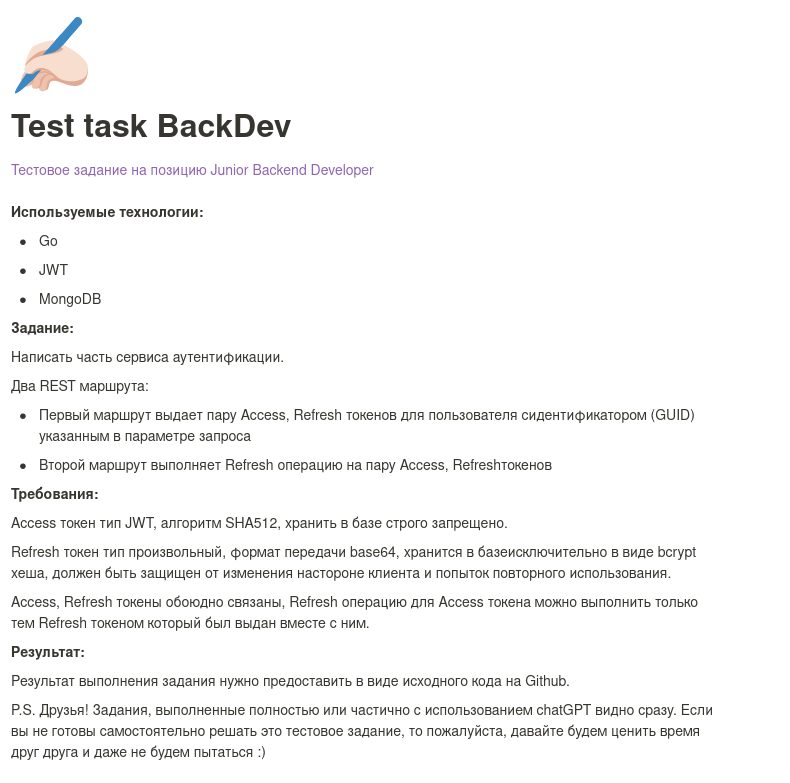 Test task BackDev
Тестовое задание на позицию Junior Backend Developer
Используемые технологии:
● Go
● JWT
● MongoDB
Задание:
Написать часть сервиса аутентификации.
Два REST маршрута:
● Первый маршрут выдает пару Access, Refresh токенов для пользователя сидентификатором (GUID)
указанным в параметре запроса
● Второй маршрут выполняет Refresh операцию на пару Access, Refreshтокенов
Требования:
Access токен тип JWT, алгоритм SHA512, хранить в базе строго запрещено.
Refresh токен тип произвольный, формат передачи base64, хранится в базеисключительно в виде bcrypt
хеша, должен быть защищен от изменения настороне клиента и попыток повторного использования.
Access, Refresh токены обоюдно связаны, Refresh операцию для Access токена можно выполнить только
тем Refresh токеном который был выдан вместе с ним.
Результат:
Результат выполнения задания нужно предоставить в виде исходного кода на Github.
P.S. Друзья! Задания, выполненные полностью или частично с использованием chatGPT видно сразу. Если
вы не готовы самостоятельно решать это тестовое задание, то пожалуйста, давайте будем ценить время
друг друга и даже не будем пытаться :)